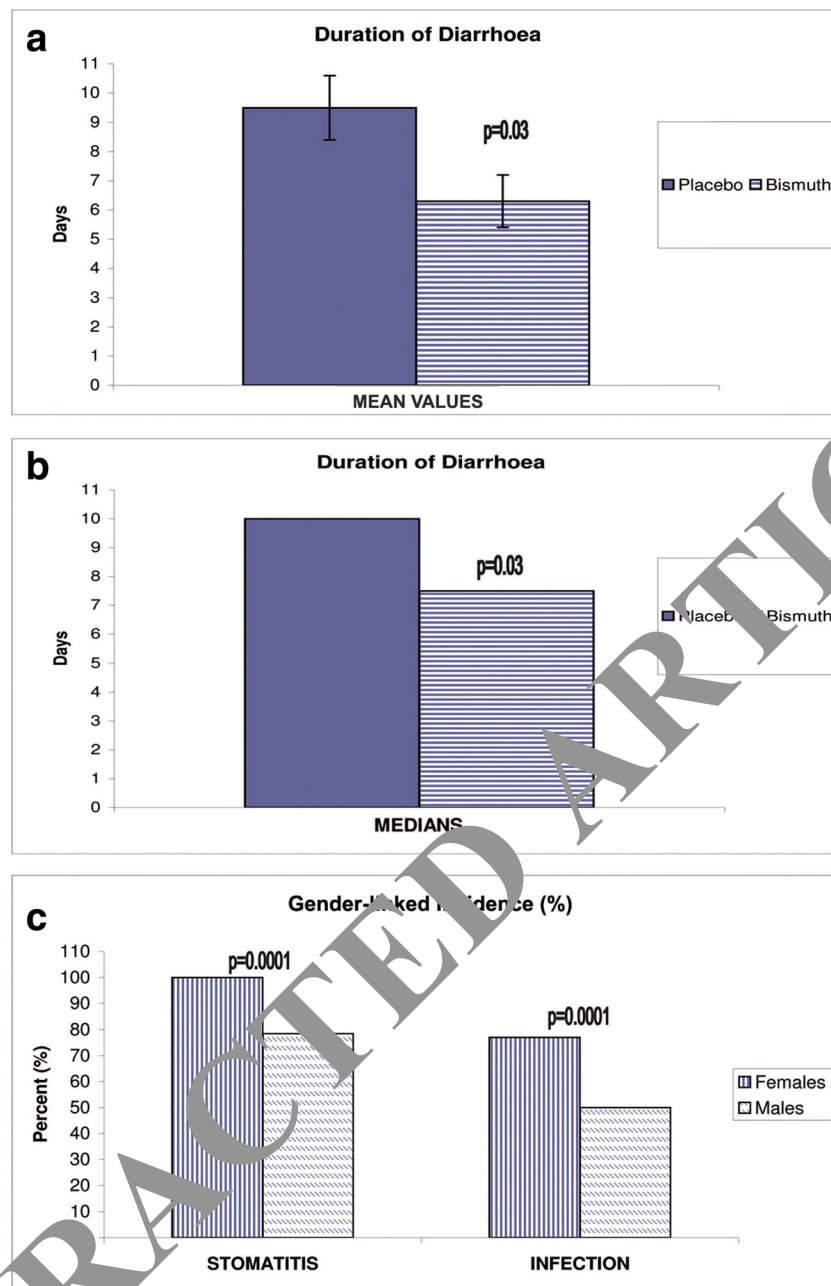 a
Duration of Diarrhoea
11
10
9
8
7
6
5
4
3
2
1
0
Days
p=0.03
Placebo Bismuth
MEAN VALUES
b
Duration of Diarrhoea
11
10
9
8
7
6
5
4
3
2
1
0
Days
p=0.03
Bismuth
MEDIANS
c
Gender-linked (%)
110
100
90
80
70
60
50
40
30
20
10
Percent (%)
p=0.0001
p=0.0001
Females
Males
STOMATITIS
INFECTION
RACTED ARTIC